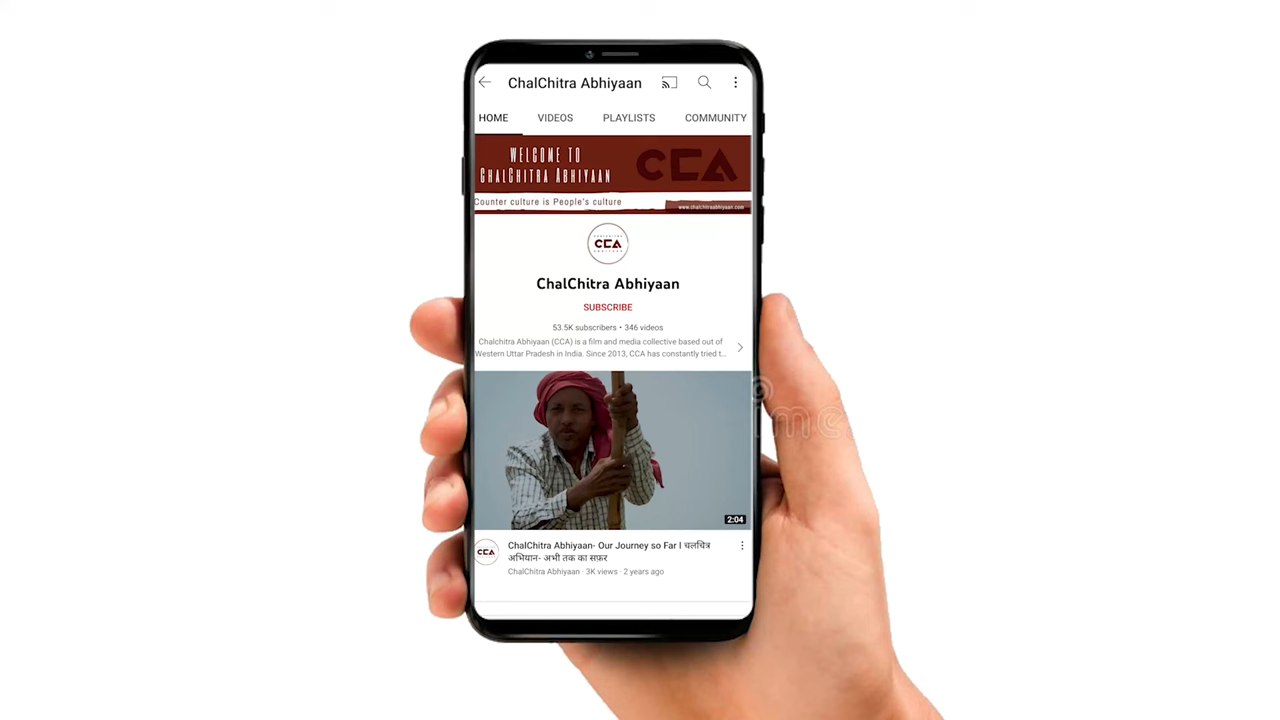 ChalChitra Abhiyaan
HOME VIDEOS PLAYLISTS COMMUNITY
WELCOME TO
CHALCHITRA ABHIYAAN
CCA
Counter culture is People's culture
www.chalchitraabhiyaan.com
CCA
ChalChitra Abhiyaan
SUBSCRIBE
53.5K subscribers • 346 videos
Chalchitra Abhiyaan (CCA) is a film and media collective based out of
Western Uttar Pradesh in India. Since 2013, CCA has constantly tried t...
2:04
CCA
ChalChitra Abhiyaan- Our Journey so Far I चलचित्र
अभियान- अभी तक का सफ़र
ChalChitra Abhiyaan · 3K views · 2 years ago